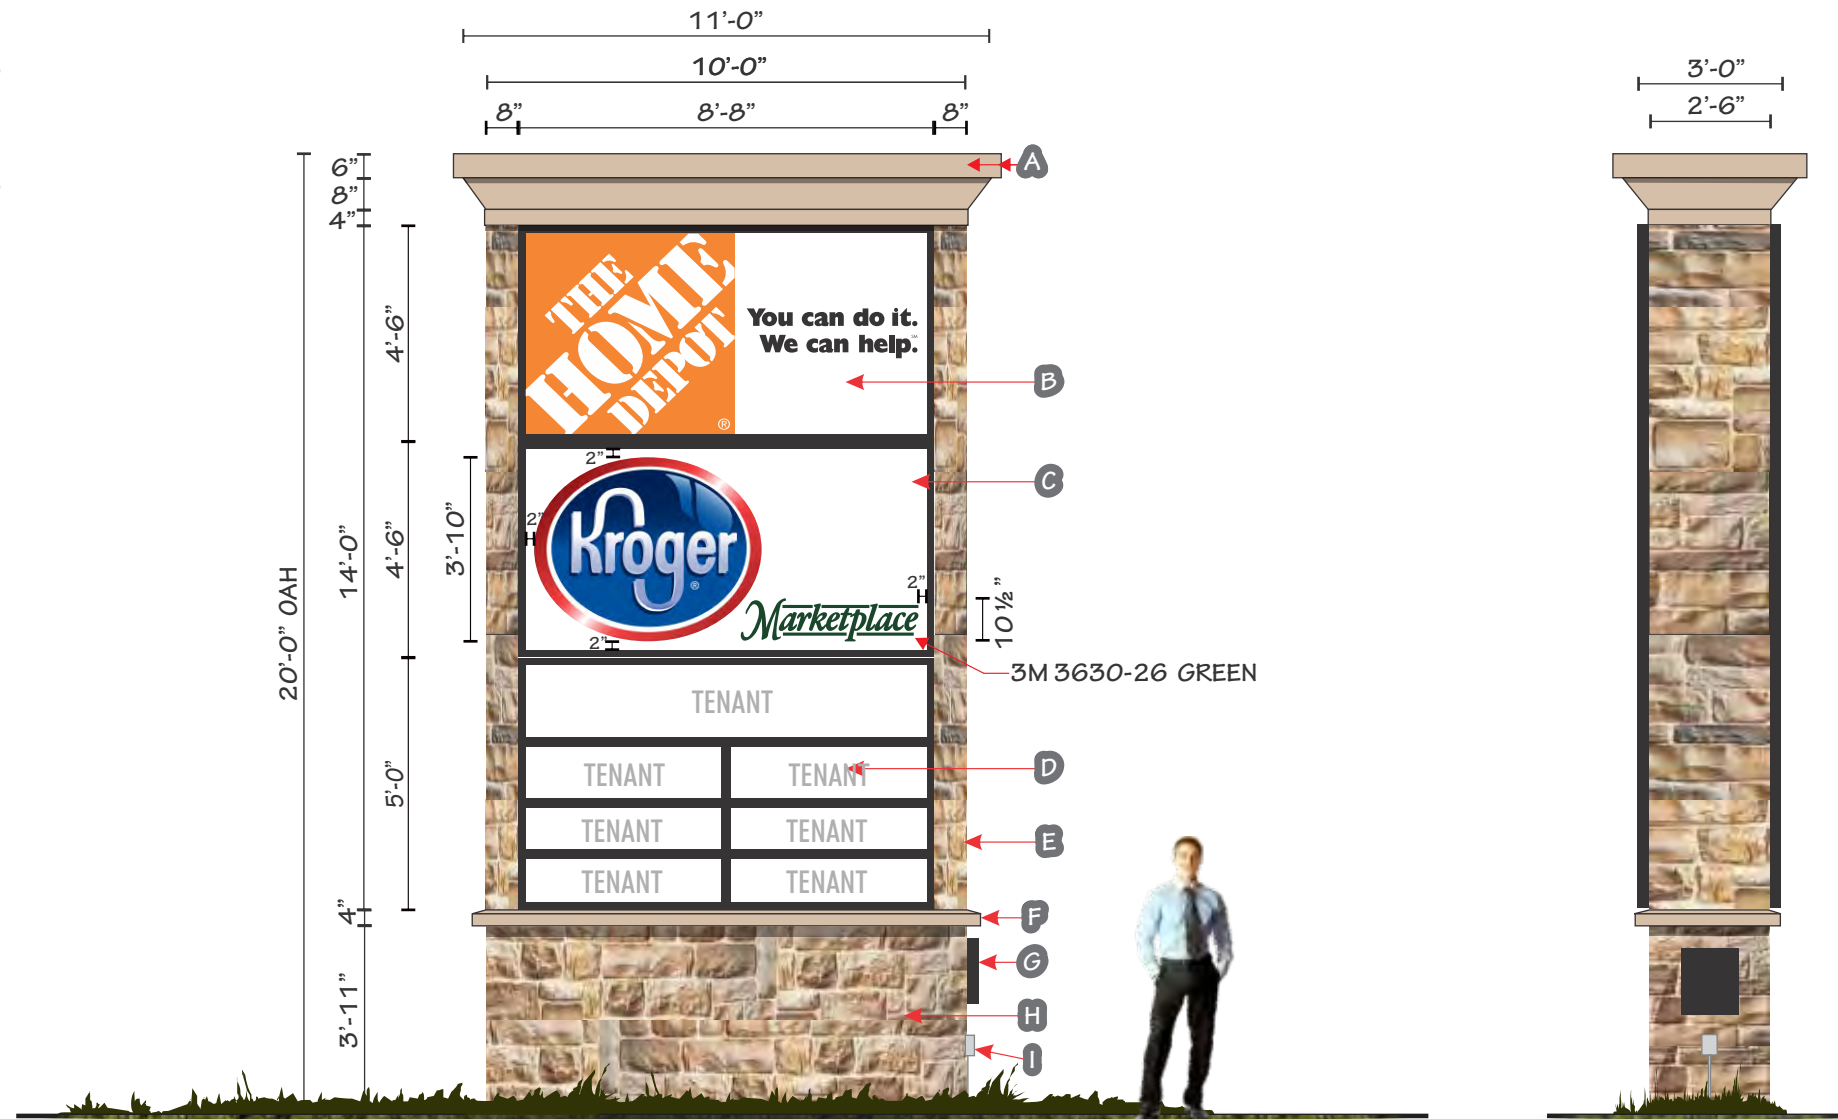 11'-0"
10'-0"
8" 8'-8" 8"
3'-0"
2'-6"
6"
8"
4"
A
THE
HOME
DEPOT
®
You can do it.
We can help.
4'-6"
B
2"
C
Kroger
®
2"
3'-10"
4'-6"
14'-0"
20'-0" OAH
2"
10 ½"
Marketplace
2"
3M 3630-26 GREEN
TENANT
TENANT TENANT
D
5'-0"
TENANT TENANT
E
TENANT TENANT
4"
F
G
3'-11"
H
I